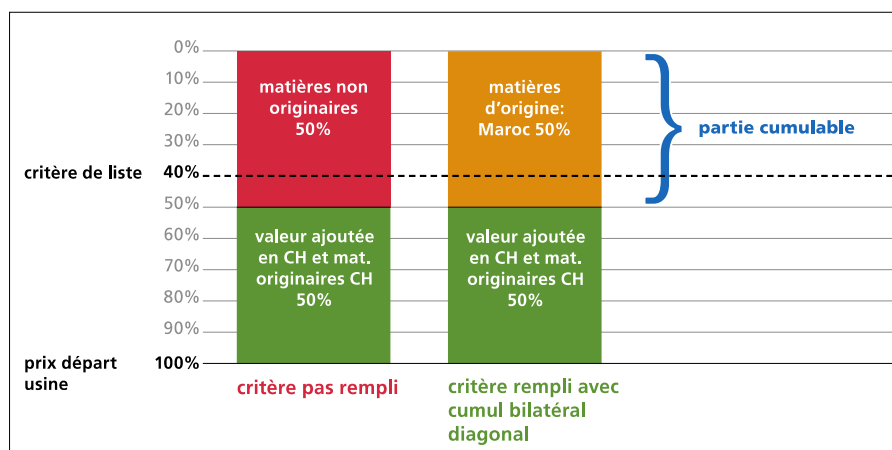 0%
10%
20%
30%
critère de liste 40%
50%
60%
70%
80%
90%
prix départ 100%
usine
matières non
originaires
50%
valeur ajoutée
en CH et mat.
originaires CH
50%
critère pas rempli
matières
d'origine:
Maroc 50%
valeur ajoutée
en CH et mat.
originaires CH
50%
critère rempli avec
cumul bilatéral
diagonal
partie cumulable